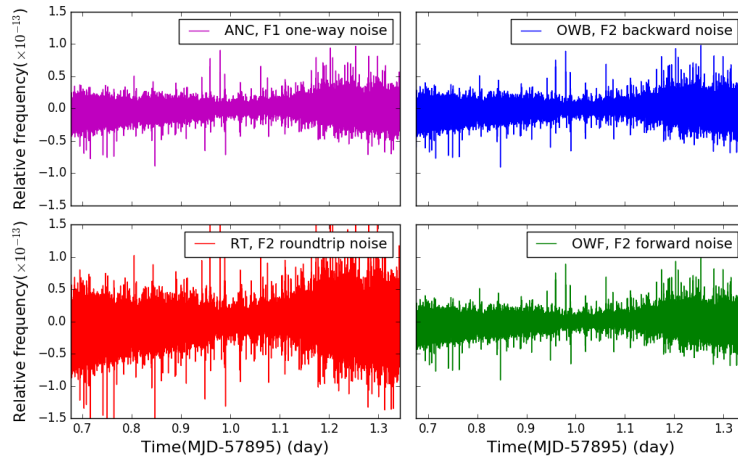 ANC, F1 one-way noise
OWB, F2 backward noise
1.5
1.0
0.5
0.0
−0.5
−1.0
−1.5
Relative frequency(×10⁻¹³)
RT, F2 roundtrip noise
OWF, F2 forward noise
1.5
1.0
0.5
0.0
−0.5
−1.0
−1.5
Relative frequency(×10⁻¹³)
0.7 0.8 0.9 1.0 1.1 1.2 1.3
0.7 0.8 0.9 1.0 1.1 1.2 1.3
Time(MJD-57895) (day)
Time(MJD-57895) (day)